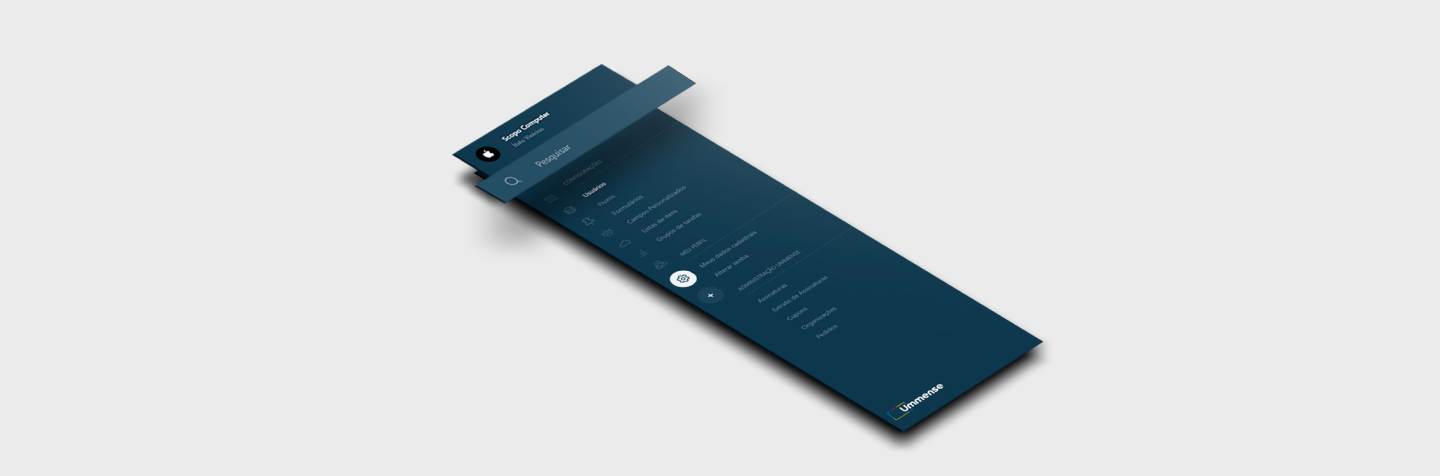 Scopo Computer
Ítalo Vinícius
Pesquisar
CONFIGURAÇÕES
Usuários
Fluxos
Formulários
Campos Personalizados
Listas de itens
Grupos de tarefas
MEU PERFIL
Meus dados cadastrais
Alterar senha
ADMINISTRAÇÃO UMMENSE
Assinaturas
Extrato de Assinaturas
Cupons
Organizações
Pedidos
Ummense